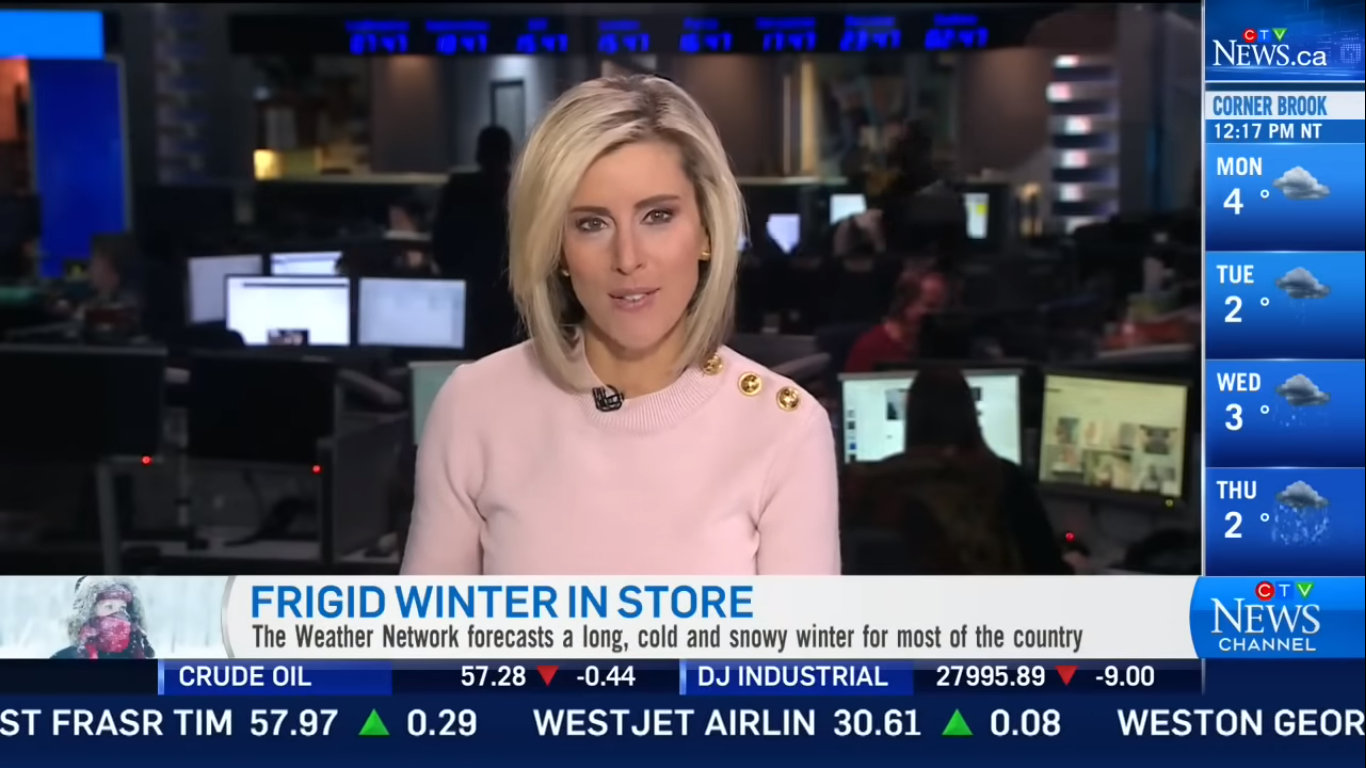 CTV
NEWS.ca
CORNER BROOK
12:17 PM NT
MON
4°
TUE
2°
WED
3°
THU
2°
FRIGID WINTER IN STORE
The Weather Network forecasts a long, cold and snowy winter for most of the country
CTV
NEWS
CHANNEL
CRUDE OIL 57.28 ▼ -0.44 DJ INDUSTRIAL 27995.89 ▼ -9.00
ST FRASR TIM 57.97 ▲ 0.29 WESTJET AIRLIN 30.61 ▲ 0.08 WESTON GEOR